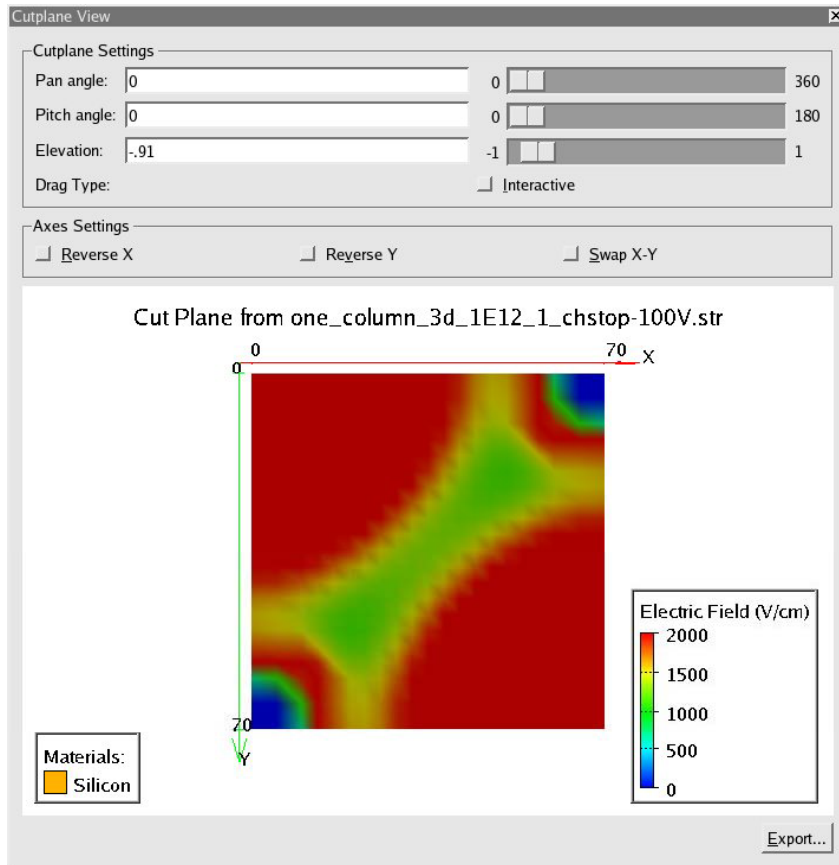 Cutplane View
Cutplane Settings
Pan angle: 0 0 360
Pitch angle: 0 0 180
Elevation: -.91 -1 1
Drag Type: Interactive
Axes Settings
Reverse X Reverse Y Swap X-Y
Cut Plane from one_column_3d_1E12_1_chstop-100V.str
0 70 X
0
70
Y
Electric Field (V/cm)
2000
1500
1000
500
0
Materials:
Silicon
Export...